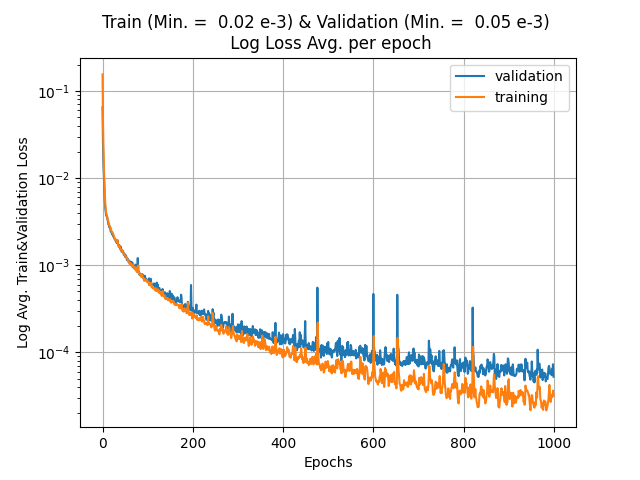 Train (Min. =  0.02 e-3) & Validation (Min. =  0.05 e-3)
Log Loss Avg. per epoch
validation
training
Log Avg. Train&Validation Loss
10⁻¹
10⁻²
10⁻³
10⁻⁴
0 200 400 600 800 1000
Epochs